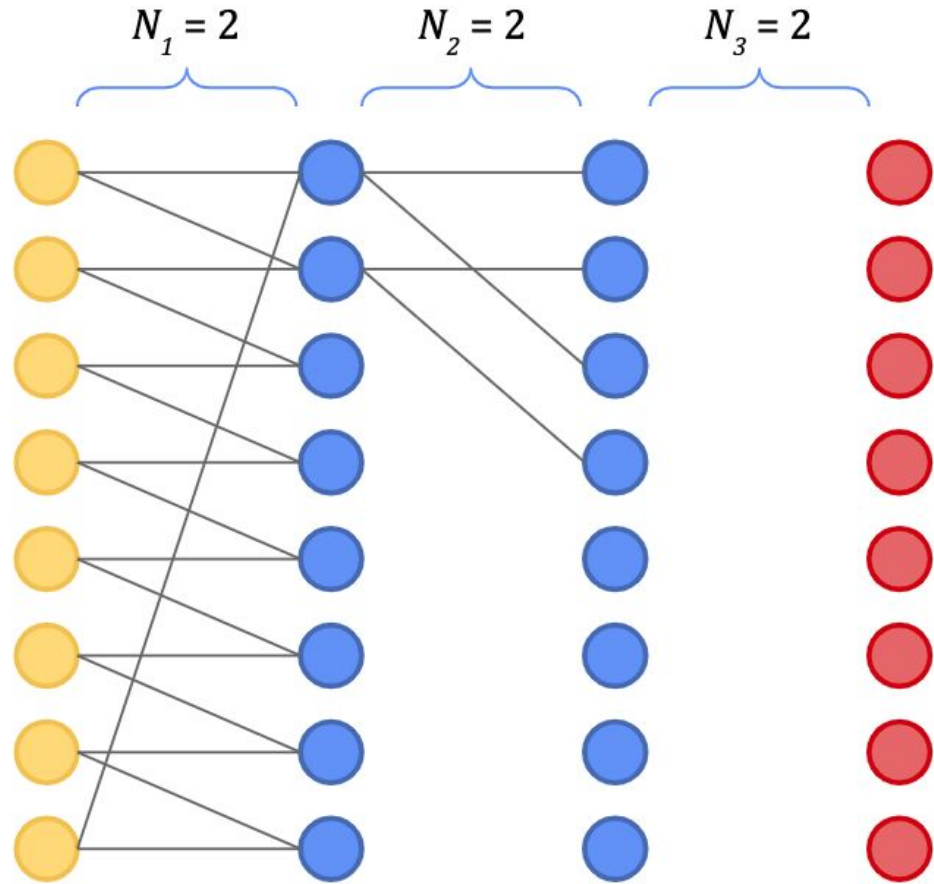 N₁ = 2 N₂ = 2 N₃ = 2